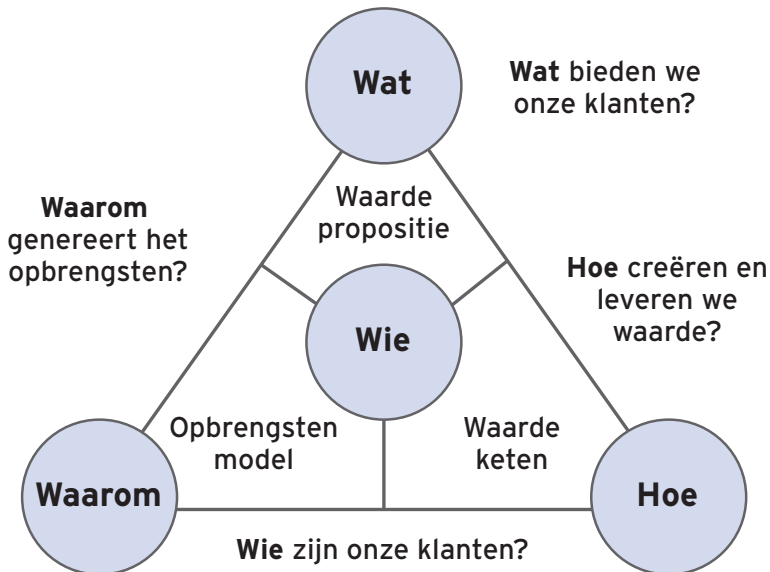 Wat
Wat bieden we
onze klanten?
Waarde
propositie
Waarom
genereert het
opbrengsten?
Hoe creëren en
leveren we
waarde?
Wie
Opbrengsten
model
Waarde
keten
Waarom
Hoe
Wie zijn onze klanten?